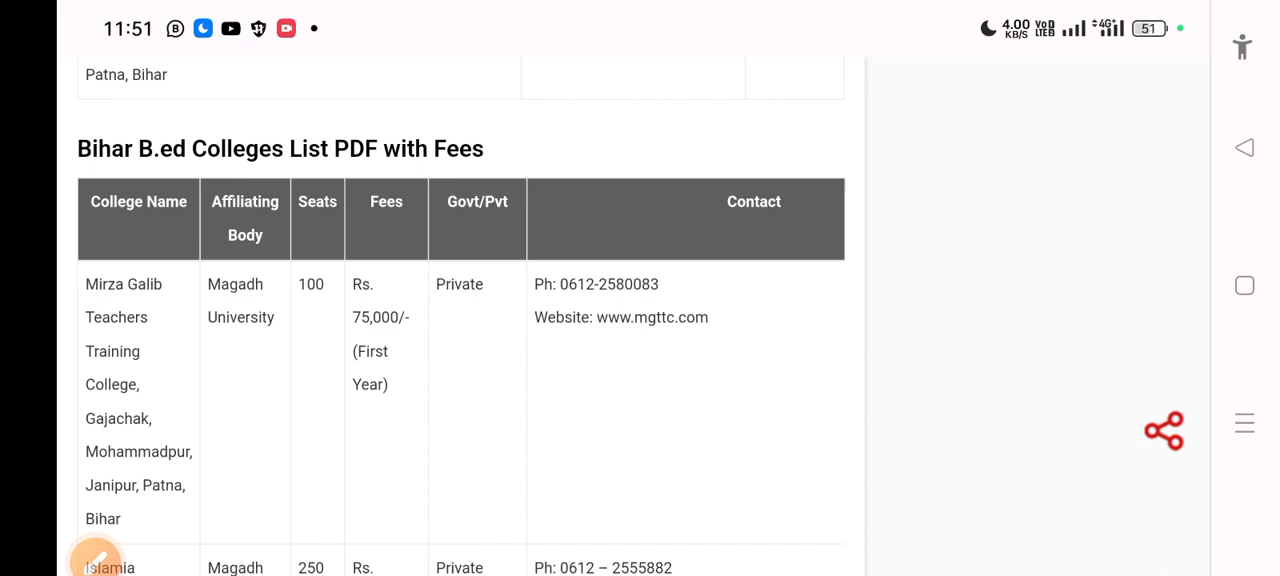 11:51
4.00
KB/S
Vo
LTE2
4G
51
Patna, Bihar
Bihar B.ed Colleges List PDF with Fees
College Name
Affiliating
Body
Seats
Fees
Govt/Pvt
Contact
Mirza Galib
Teachers
Training
College,
Gajachak,
Mohammadpur,
Janipur, Patna,
Bihar
Magadh
University
100
Rs.
75,000/-
(First
Year)
Private
Ph: 0612-2580083
Website: www.mgttc.com
Islamia
Magadh
250
Rs.
Private
Ph: 0612 – 2555882